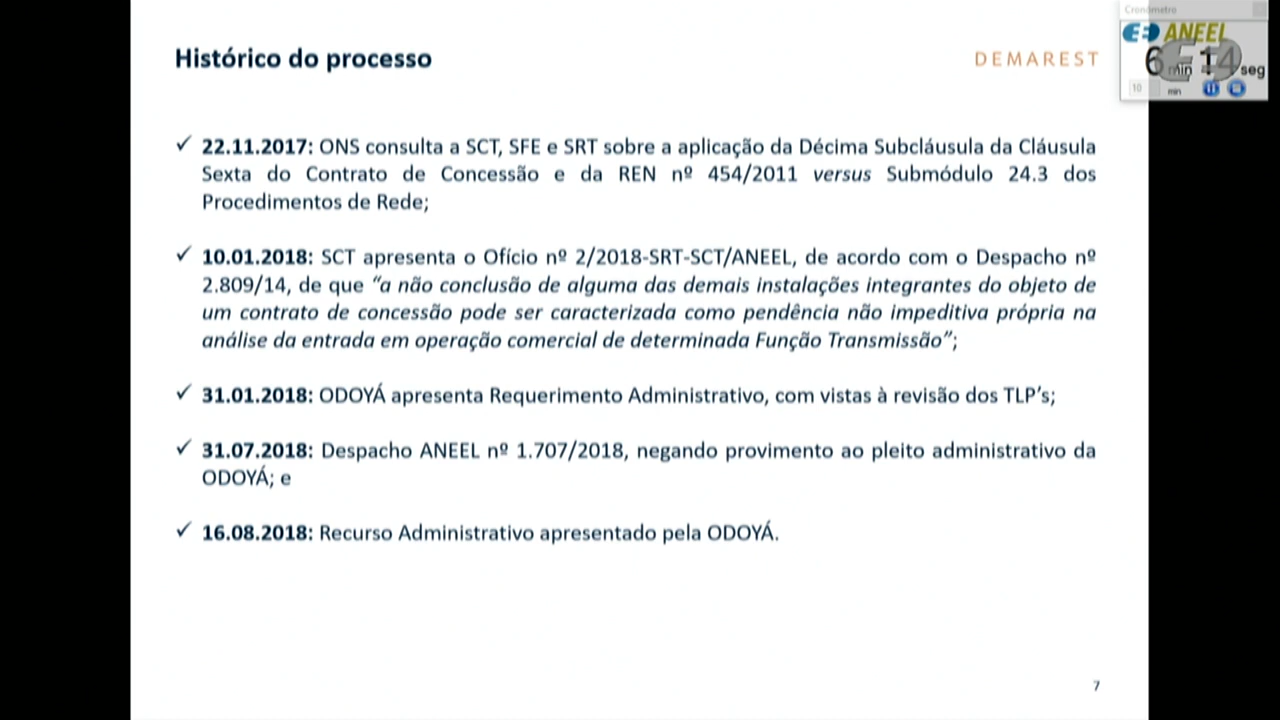 Cronômetro
ANEEL
Histórico do processo
DEMAREST
6 min 14 seg
10
min
✓ 22.11.2017: ONS consulta a SCT, SFE e SRT sobre a aplicação da Décima Subcláusula da Cláusula
Sexta do Contrato de Concessão e da REN nº 454/2011 versus Submódulo 24.3 dos
Procedimentos de Rede;
✓ 10.01.2018: SCT apresenta o Ofício nº 2/2018-SRT-SCT/ANEEL, de acordo com o Despacho nº
2.809/14, de que “a não conclusão de alguma das demais instalações integrantes do objeto de
um contrato de concessão pode ser caracterizada como pendência não impeditiva própria na
análise da entrada em operação comercial de determinada Função Transmissão”;
✓ 31.01.2018: ODOYÁ apresenta Requerimento Administrativo, com vistas à revisão dos TLP’s;
✓ 31.07.2018: Despacho ANEEL nº 1.707/2018, negando provimento ao pleito administrativo da
ODOYÁ; e
✓ 16.08.2018: Recurso Administrativo apresentado pela ODOYÁ.
7